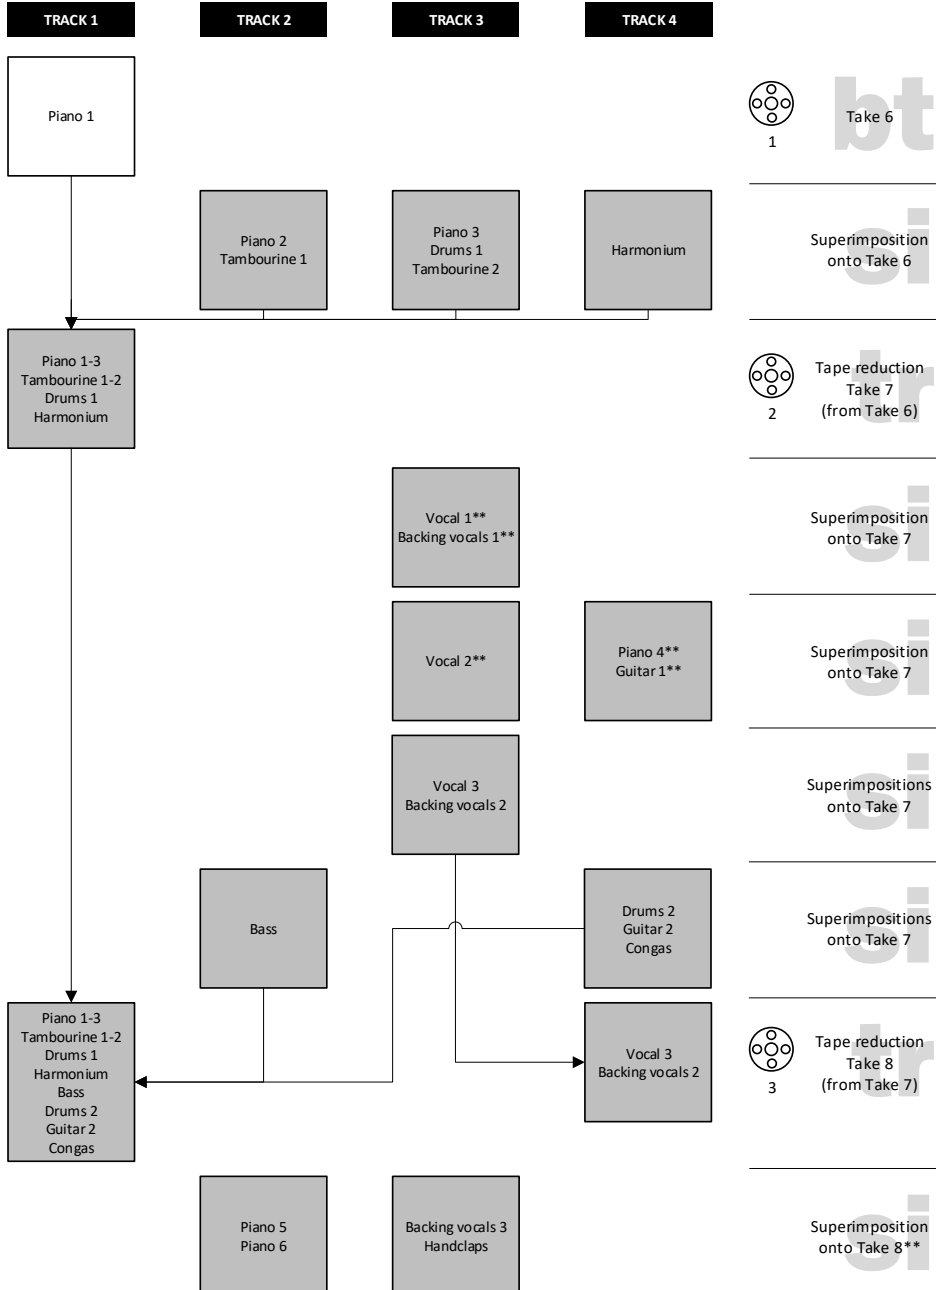 TRACK 1
TRACK 2
TRACK 3
TRACK 4
Piano 1
1
bt
Take 6
Piano 2
Tambourine 1
Piano 3
Drums 1
Tambourine 2
Harmonium
si
Superimposition
onto Take 6
Piano 1-3
Tambourine 1-2
Drums 1
Harmonium
2
tr
Tape reduction
Take 7
(from Take 6)
Vocal 1**
Backing vocals 1**
si
Superimposition
onto Take 7
Vocal 2**
Piano 4**
Guitar 1**
si
Superimposition
onto Take 7
Vocal 3
Backing vocals 2
si
Superimpositions
onto Take 7
Bass
Drums 2
Guitar 2
Congas
si
Superimpositions
onto Take 7
Piano 1-3
Tambourine 1-2
Drums 1
Harmonium
Bass
Drums 2
Guitar 2
Congas
Vocal 3
Backing vocals 2
3
tr
Tape reduction
Take 8
(from Take 7)
Piano 5
Piano 6
Backing vocals 3
Handclaps
si
Superimposition
onto Take 8**